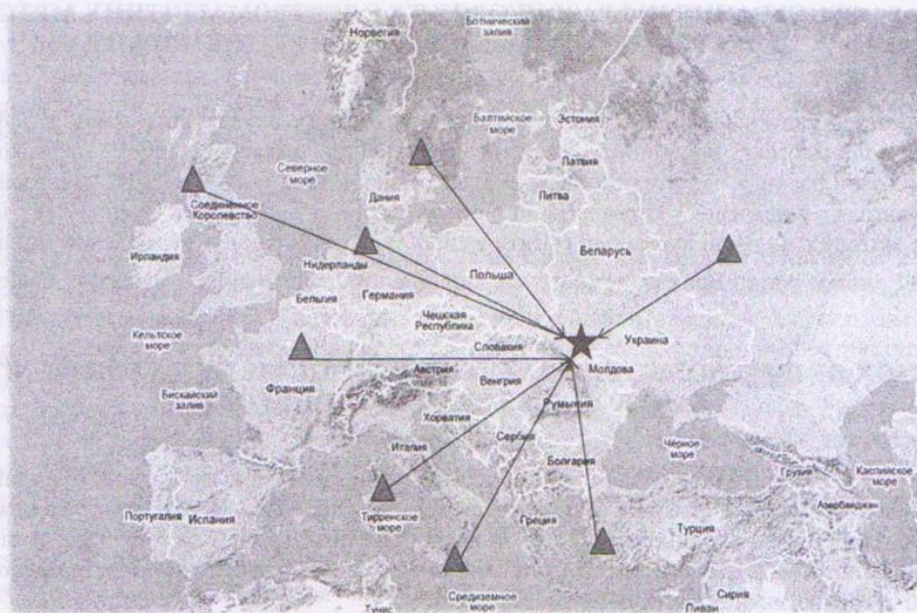 Норвегия
Ботнический
залив
Балтийское
море
Эстония
Латвия
Литва
Северное
море
Дания
Соединенное
Королевство
Ирландия
Нидерланды
Беларусь
Польша
Бельгия
Германия
Чешская
Республика
Кельтское
море
Словакия
Украина
Австрия
Молдова
Франция
Венгрия
Бискайский
залив
Румыния
Хорватия
Италия
Сербия
Болгария
Черное
море
Грузия
Каспийское
море
Азербайджан
Португалия
Испания
Тирренское
море
Греция
Турция
Средиземное
море
Тунис
Сирия
Ливан